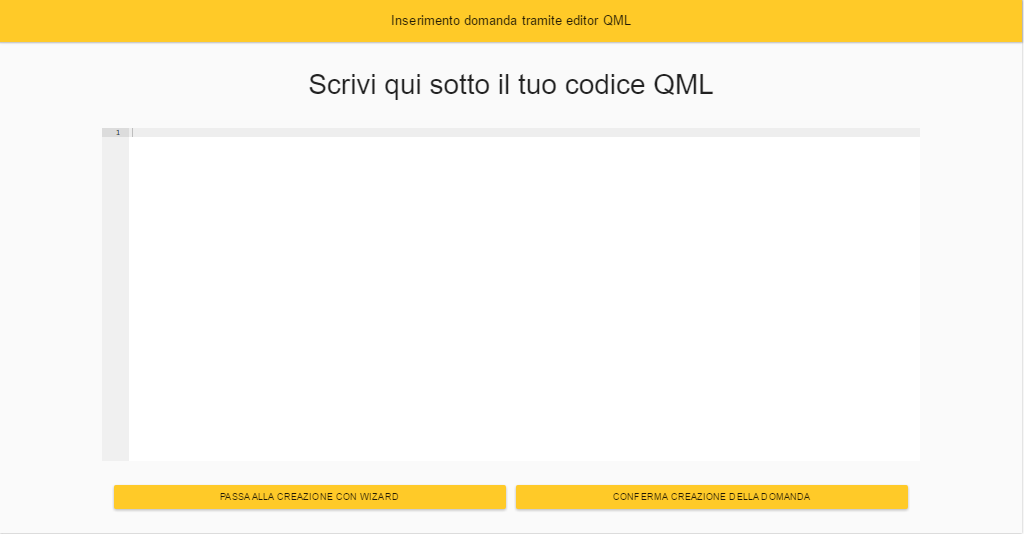 Inserimento domanda tramite editor QML
Scrivi qui sotto il tuo codice QML
1
PASSA ALLA CREAZIONE CON WIZARD
CONFERMA CREAZIONE DELLA DOMANDA